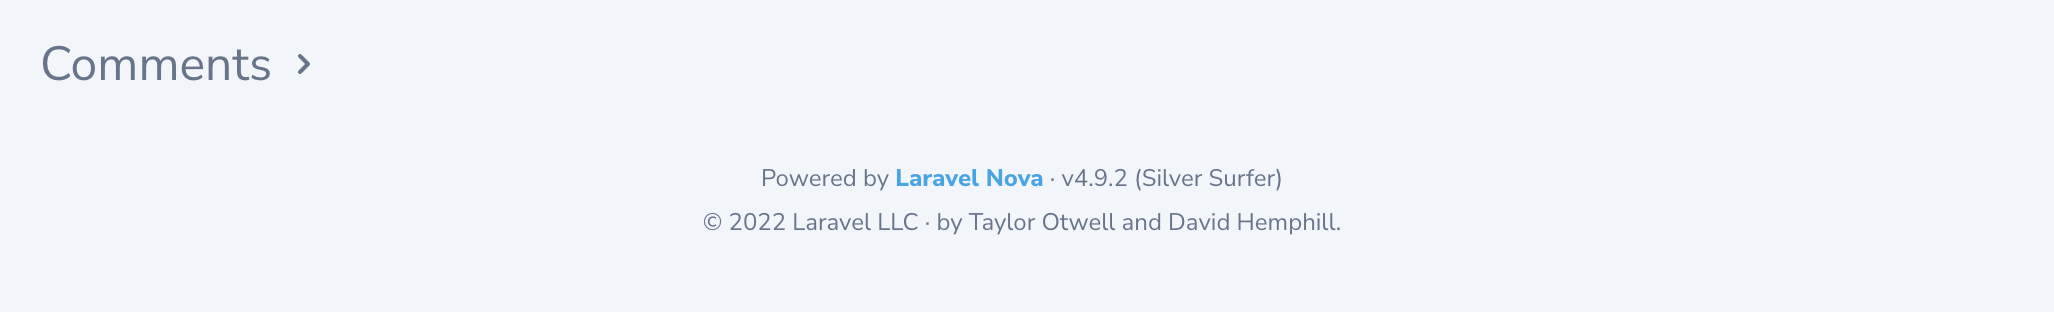 Comments
Powered by Laravel Nova · v4.9.2 (Silver Surfer)
© 2022 Laravel LLC · by Taylor Otwell and David Hemphill.